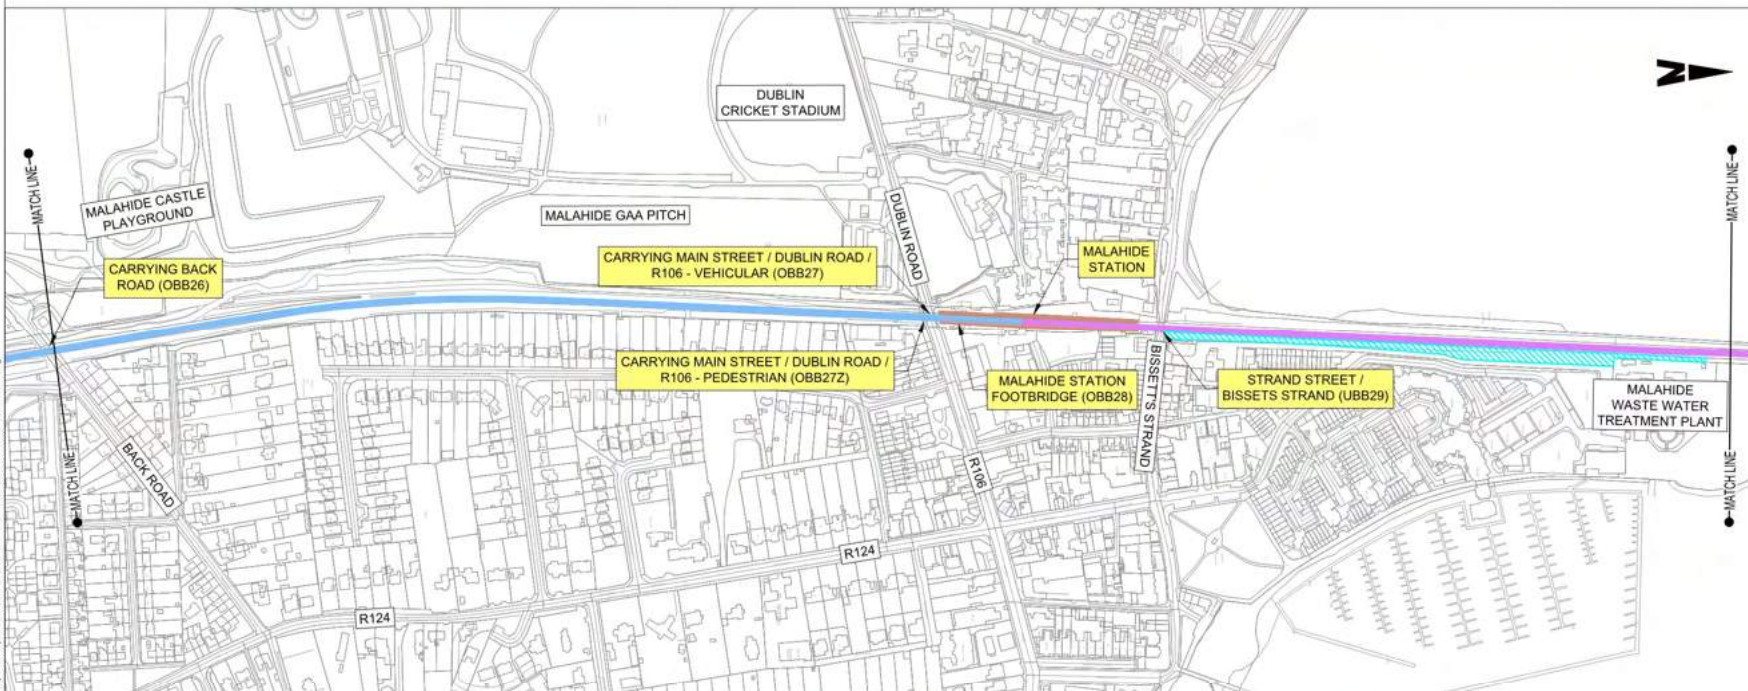 DUBLIN
CRICKET STADIUM
N
MATCH LINE
MATCH LINE
MALAHIDE CASTLE
PLAYGROUND
MALAHIDE GAA PITCH
DUBLIN ROAD
CARRYING BACK
ROAD (OBB26)
CARRYING MAIN STREET / DUBLIN ROAD /
R106 - VEHICULAR (OBB27)
MALAHIDE
STATION
CARRYING MAIN STREET / DUBLIN ROAD /
R106 - PEDESTRIAN (OBB27Z)
MALAHIDE STATION
FOOTBRIDGE (OBB28)
BISSETT'S STRAND
STRAND STREET /
BISSETS STRAND (UBB29)
MALAHIDE
WASTE WATER
TREATMENT PLANT
MATCH LINE
BACK ROAD
R106
MATCH LINE
R124
R124